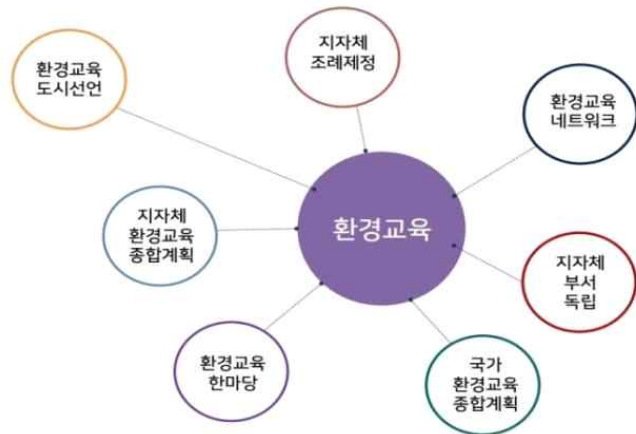 환경교육
도시선언
지자체
조례제정
환경교육
네트워크
지자체
환경교육
종합계획
환경교육
지자체
부서
독립
환경교육
한마당
국가
환경교육
종합계획